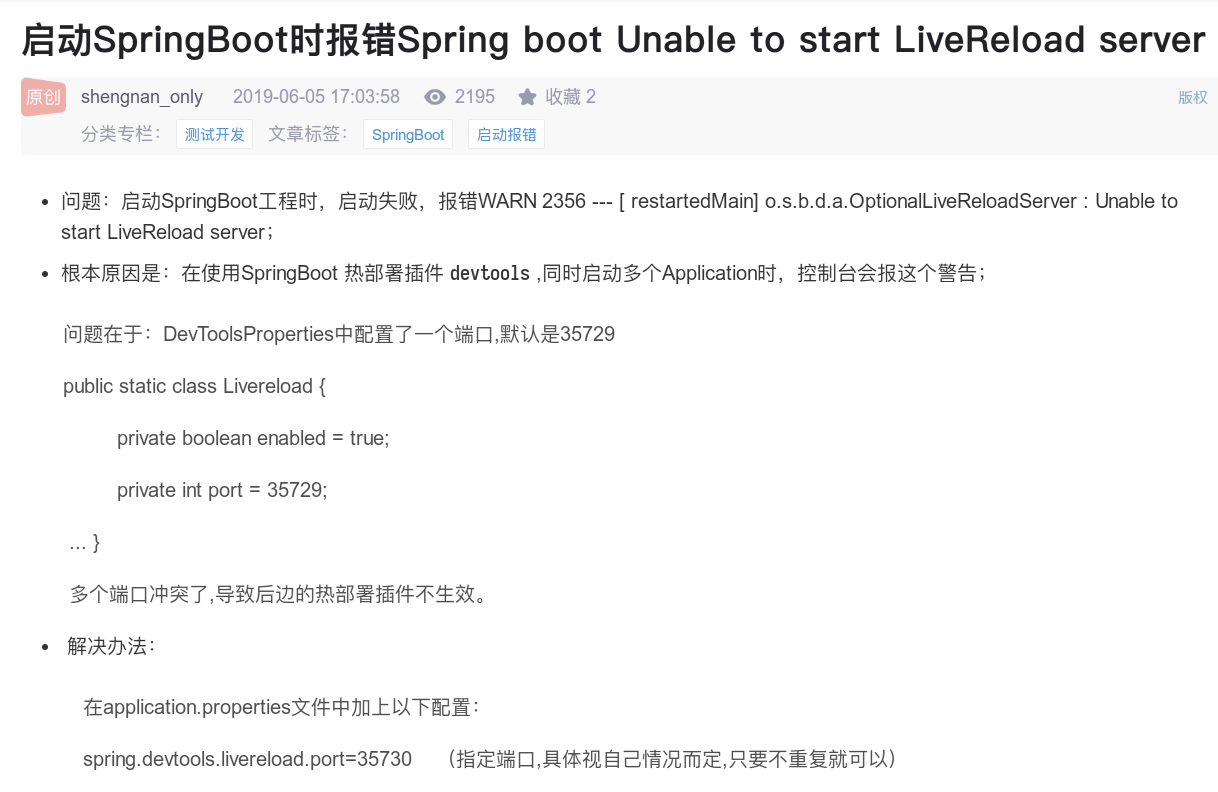 启动SpringBoot时报错Spring boot Unable to start LiveReload server
原创 shengnan_only 2019-06-05 17:03:58 2195 收藏 2 版权
分类专栏： 测试开发 文章标签： SpringBoot 启动报错
• 问题：启动SpringBoot工程时，启动失败，报错WARN 2356 --- [ restartedMain] o.s.b.d.a.OptionalLiveReloadServer : Unable to
start LiveReload server；
• 根本原因是：在使用SpringBoot 热部署插件 devtools ,同时启动多个Application时，控制台会报这个警告；
问题在于：DevToolsProperties中配置了一个端口,默认是35729
public static class Livereload {
private boolean enabled = true;
private int port = 35729;
... }
多个端口冲突了,导致后边的热部署插件不生效。
• 解决办法：
在application.properties文件中加上以下配置：
spring.devtools.livereload.port=35730 （指定端口,具体视自己情况而定,只要不重复就可以）